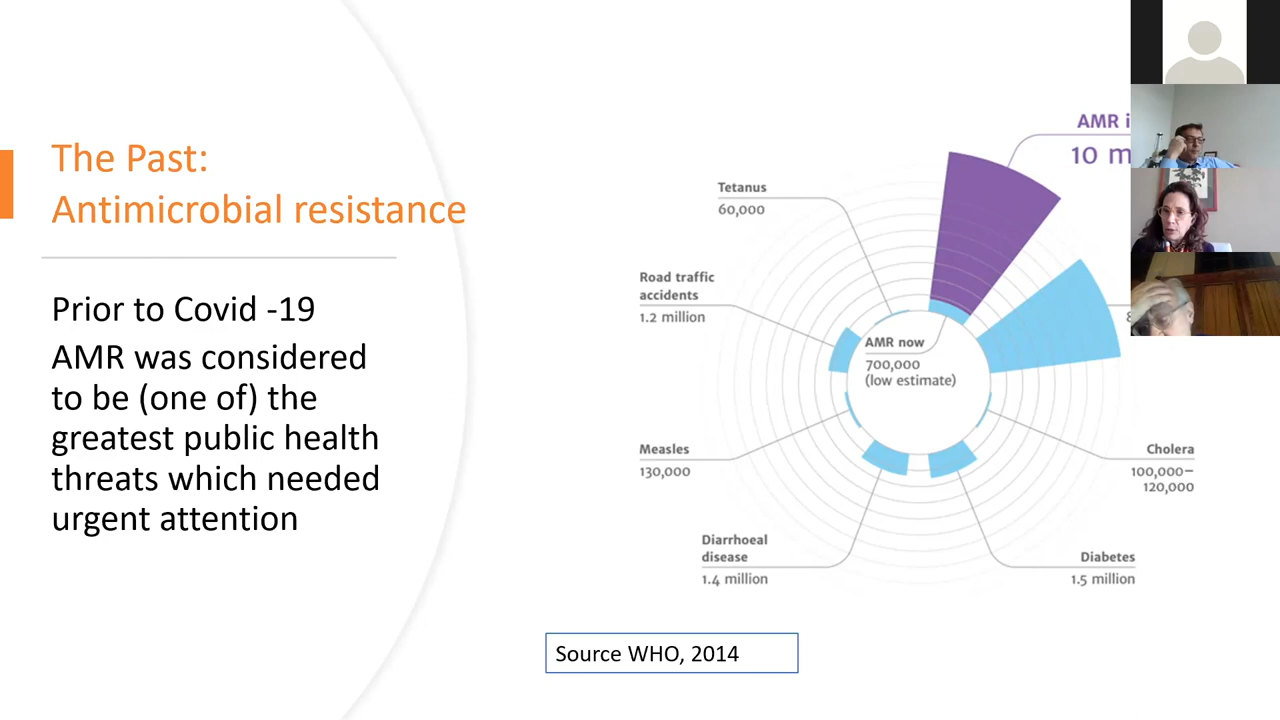 The Past:
Antimicrobial resistance
Prior to Covid -19
AMR was considered
to be (one of) the
greatest public health
threats which needed
urgent attention
AMR
10
Tetanus
60,000
Road traffic
accidents
1.2 million
AMR now
700,000
(low estimate)
Measles
130,000
Cholera
100,000–
120,000
Diarrhoeal
disease
1.4 million
Diabetes
1.5 million
Source WHO, 2014